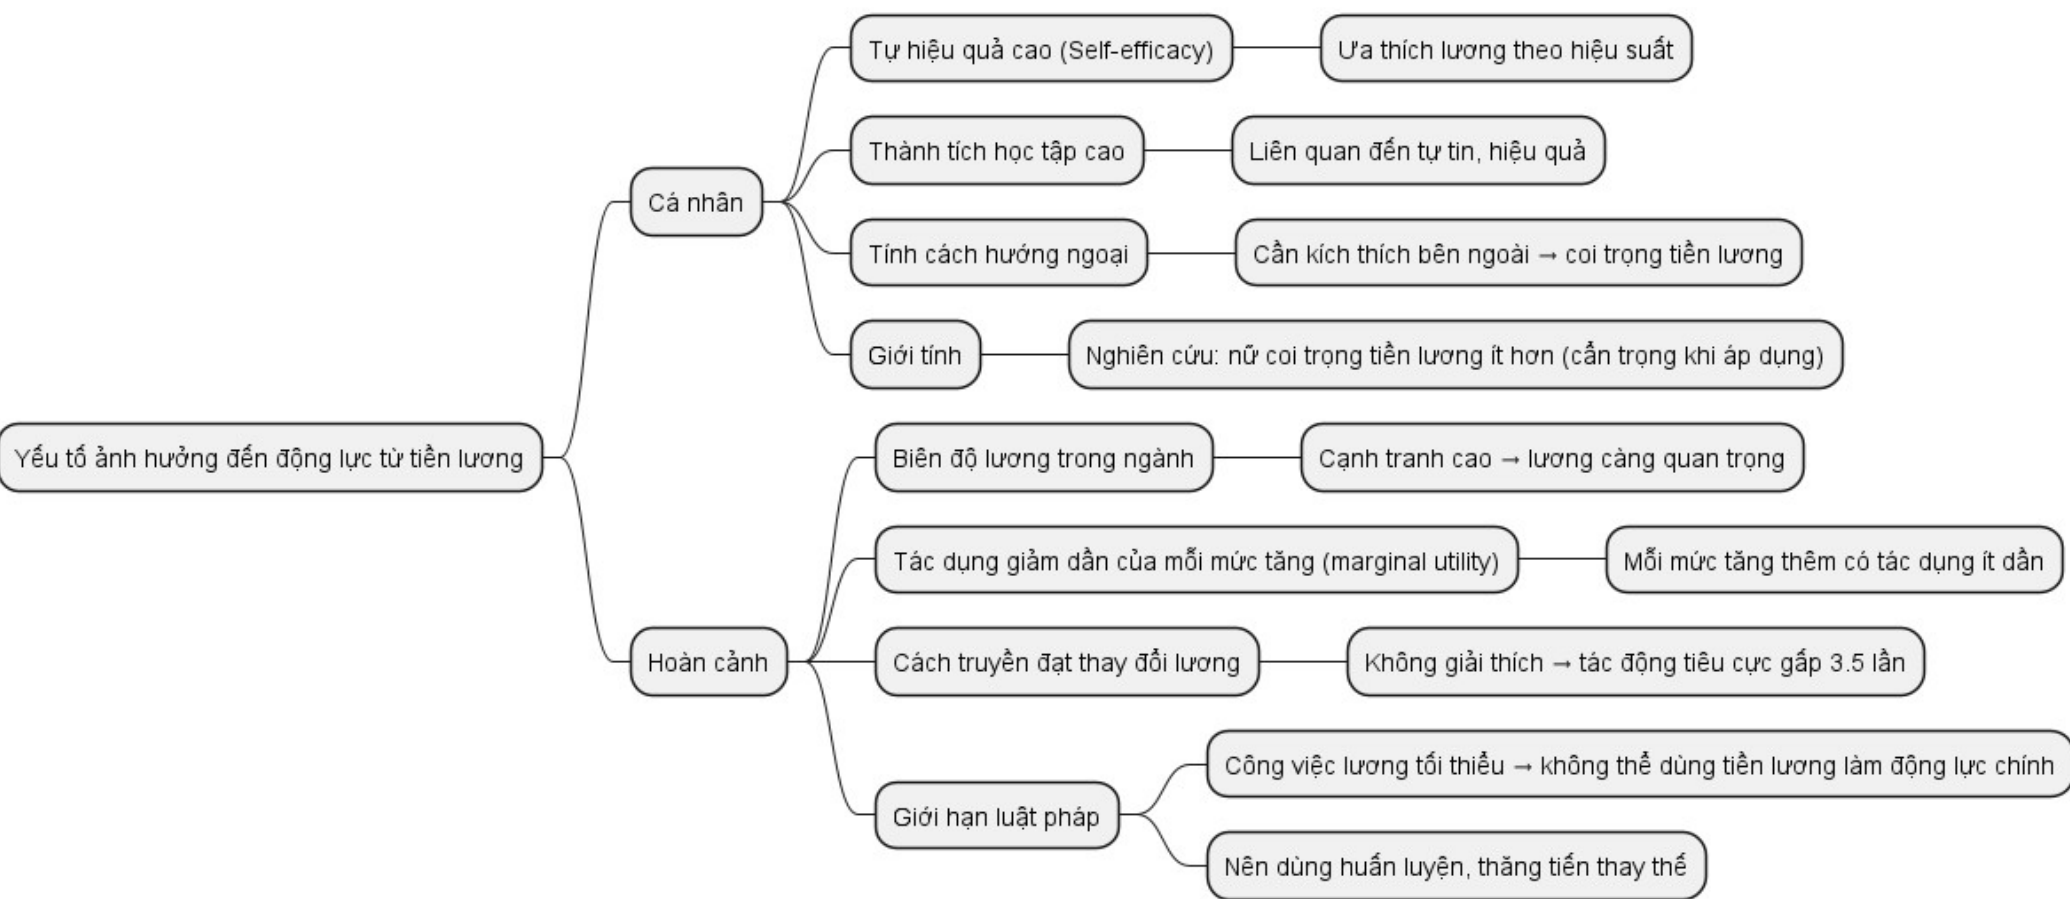 Yếu tố ảnh hưởng đến động lực từ tiền lương
Cá nhân
Tự hiệu quả cao (Self-efficacy)
Ưa thích lương theo hiệu suất
Thành tích học tập cao
Liên quan đến tự tin, hiệu quả
Tính cách hướng ngoại
Cần kích thích bên ngoài → coi trọng tiền lương
Giới tính
Nghiên cứu: nữ coi trọng tiền lương ít hơn (cẩn trọng khi áp dụng)
Hoàn cảnh
Biên độ lương trong ngành
Cạnh tranh cao → lương càng quan trọng
Tác dụng giảm dần của mỗi mức tăng (marginal utility)
Mỗi mức tăng thêm có tác dụng ít dần
Cách truyền đạt thay đổi lương
Không giải thích → tác động tiêu cực gấp 3.5 lần
Giới hạn luật pháp
Công việc lương tối thiểu → không thể dùng tiền lương làm động lực chính
Nên dùng huấn luyện, thăng tiến thay thế